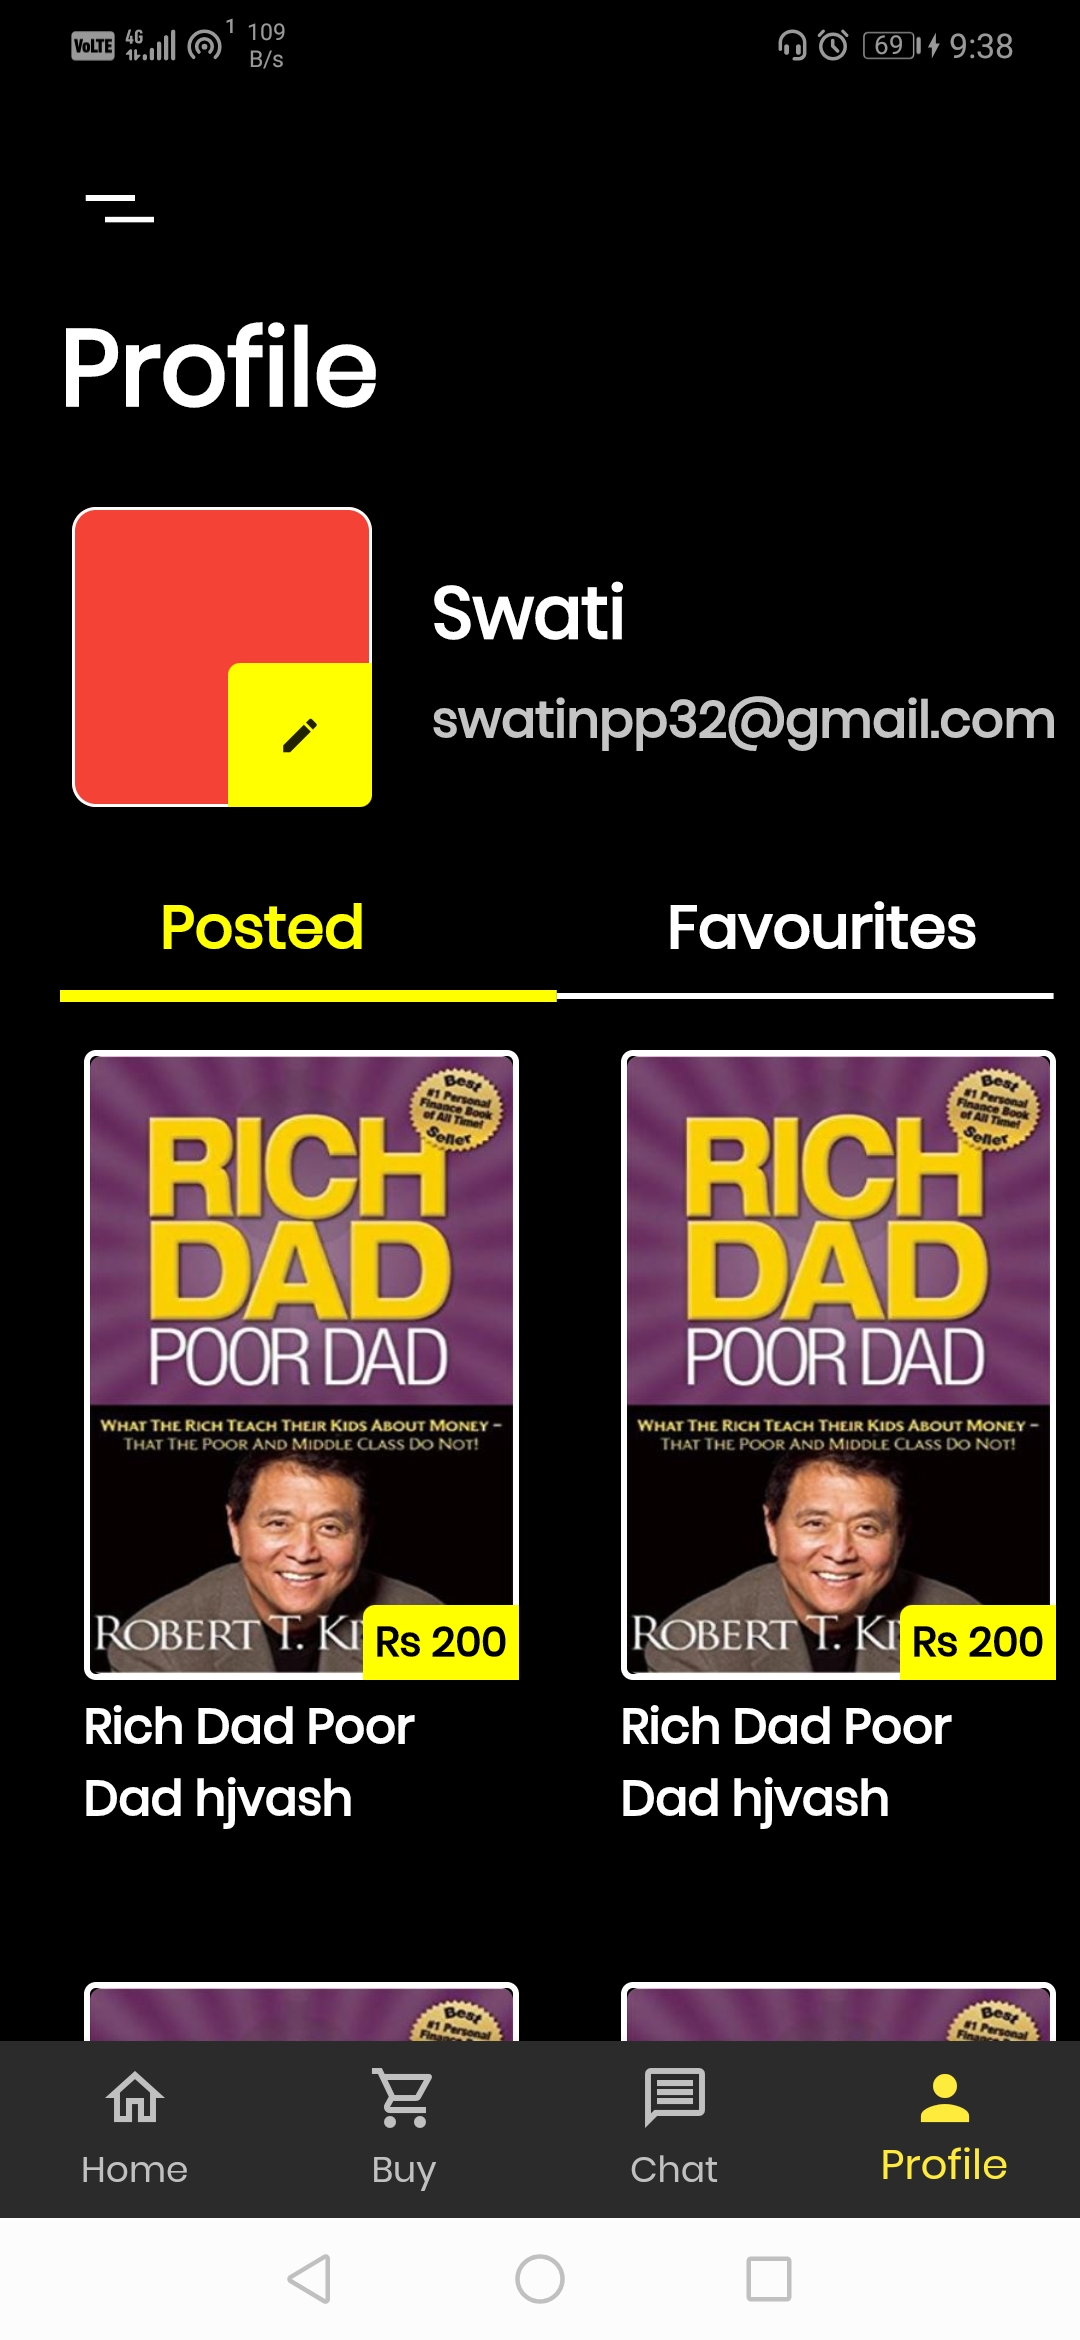 VoLTE 4G 1 109 B/s 69 9:38
Profile
Swati
swatinpp32@gmail.com
Posted Favourites
Best
#1 Personal
Finance Book
of All Time!
Seller
RICH
DAD
POOR DAD
WHAT THE RICH TEACH THEIR KIDS ABOUT MONEY –
THAT THE POOR AND MIDDLE CLASS DO NOT!
ROBERT T. KI
Rs 200
Rich Dad Poor
Dad hjvash
Best
#1 Personal
Finance Book
of All Time!
Seller
RICH
DAD
POOR DAD
WHAT THE RICH TEACH THEIR KIDS ABOUT MONEY –
THAT THE POOR AND MIDDLE CLASS DO NOT!
ROBERT T. KI
Rs 200
Rich Dad Poor
Dad hjvash
Best
#1 Personal
Best
#1 Personal
Home Buy Chat Profile